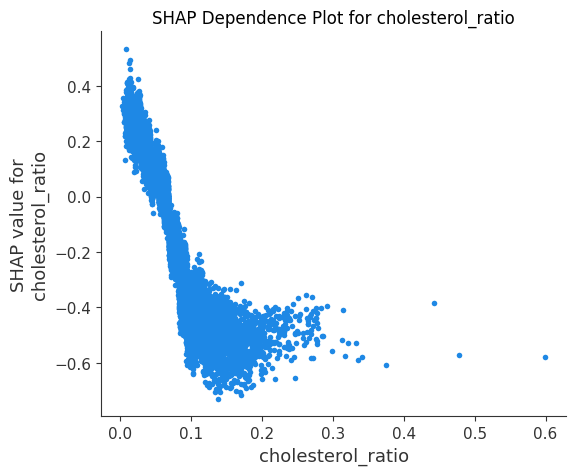 SHAP Dependence Plot for cholesterol_ratio
SHAP value for
cholesterol_ratio
0.4
0.2
0.0
−0.2
−0.4
−0.6
0.0 0.1 0.2 0.3 0.4 0.5 0.6
cholesterol_ratio